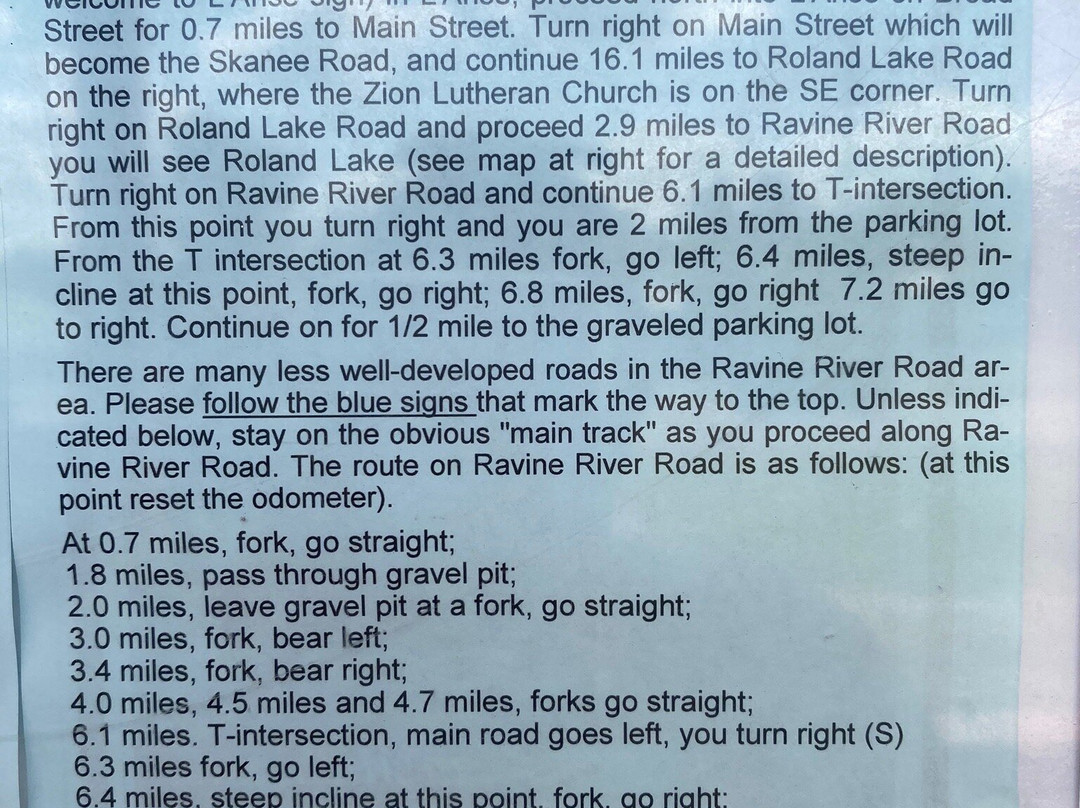 welcome to L'Anse sign) in L'Anse, proceed north into L'Anse on Broad
Street for 0.7 miles to Main Street. Turn right on Main Street which will
become the Skanee Road, and continue 16.1 miles to Roland Lake Road
on the right, where the Zion Lutheran Church is on the SE corner. Turn
right on Roland Lake Road and proceed 2.9 miles to Ravine River Road
you will see Roland Lake (see map at right for a detailed description).
Turn right on Ravine River Road and continue 6.1 miles to T-intersection.
From this point you turn right and you are 2 miles from the parking lot.
From the T intersection at 6.3 miles fork, go left; 6.4 miles, steep in-
cline at this point, fork, go right; 6.8 miles, fork, go right 7.2 miles go
to right. Continue on for 1/2 mile to the graveled parking lot.
There are many less well-developed roads in the Ravine River Road ar-
ea. Please follow the blue signs that mark the way to the top. Unless indi-
cated below, stay on the obvious "main track" as you proceed along Ra-
vine River Road. The route on Ravine River Road is as follows: (at this
point reset the odometer).
At 0.7 miles, fork, go straight;
1.8 miles, pass through gravel pit;
2.0 miles, leave gravel pit at a fork, go straight;
3.0 miles, fork, bear left;
3.4 miles, fork, bear right;
4.0 miles, 4.5 miles and 4.7 miles, forks go straight;
6.1 miles. T-intersection, main road goes left, you turn right (S)
6.3 miles fork, go left;
6.4 miles, steep incline at this point, fork, go right;